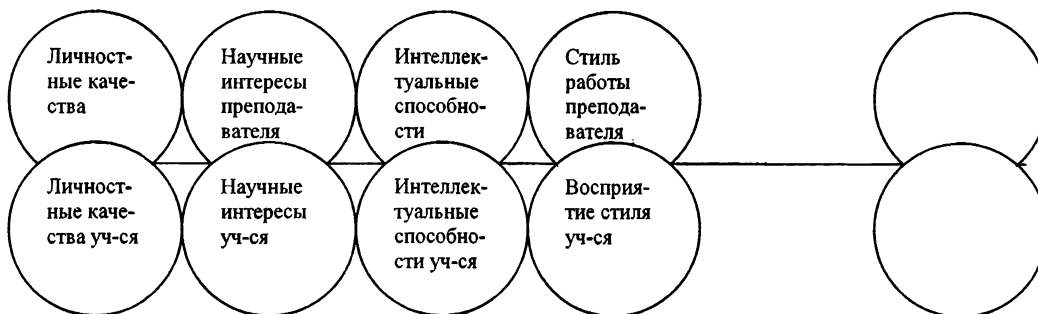 Личност-
ные каче-
ства
Научные
интересы
препода-
вателя
Интеллек-
туальные
способно-
сти
Стиль
работы
препода-
вателя
Личност-
ные каче-
ства уч-ся
Научные
интересы
уч-ся
Интеллек-
туальные
способно-
сти уч-ся
Восприя-
тие стиля
уч-ся